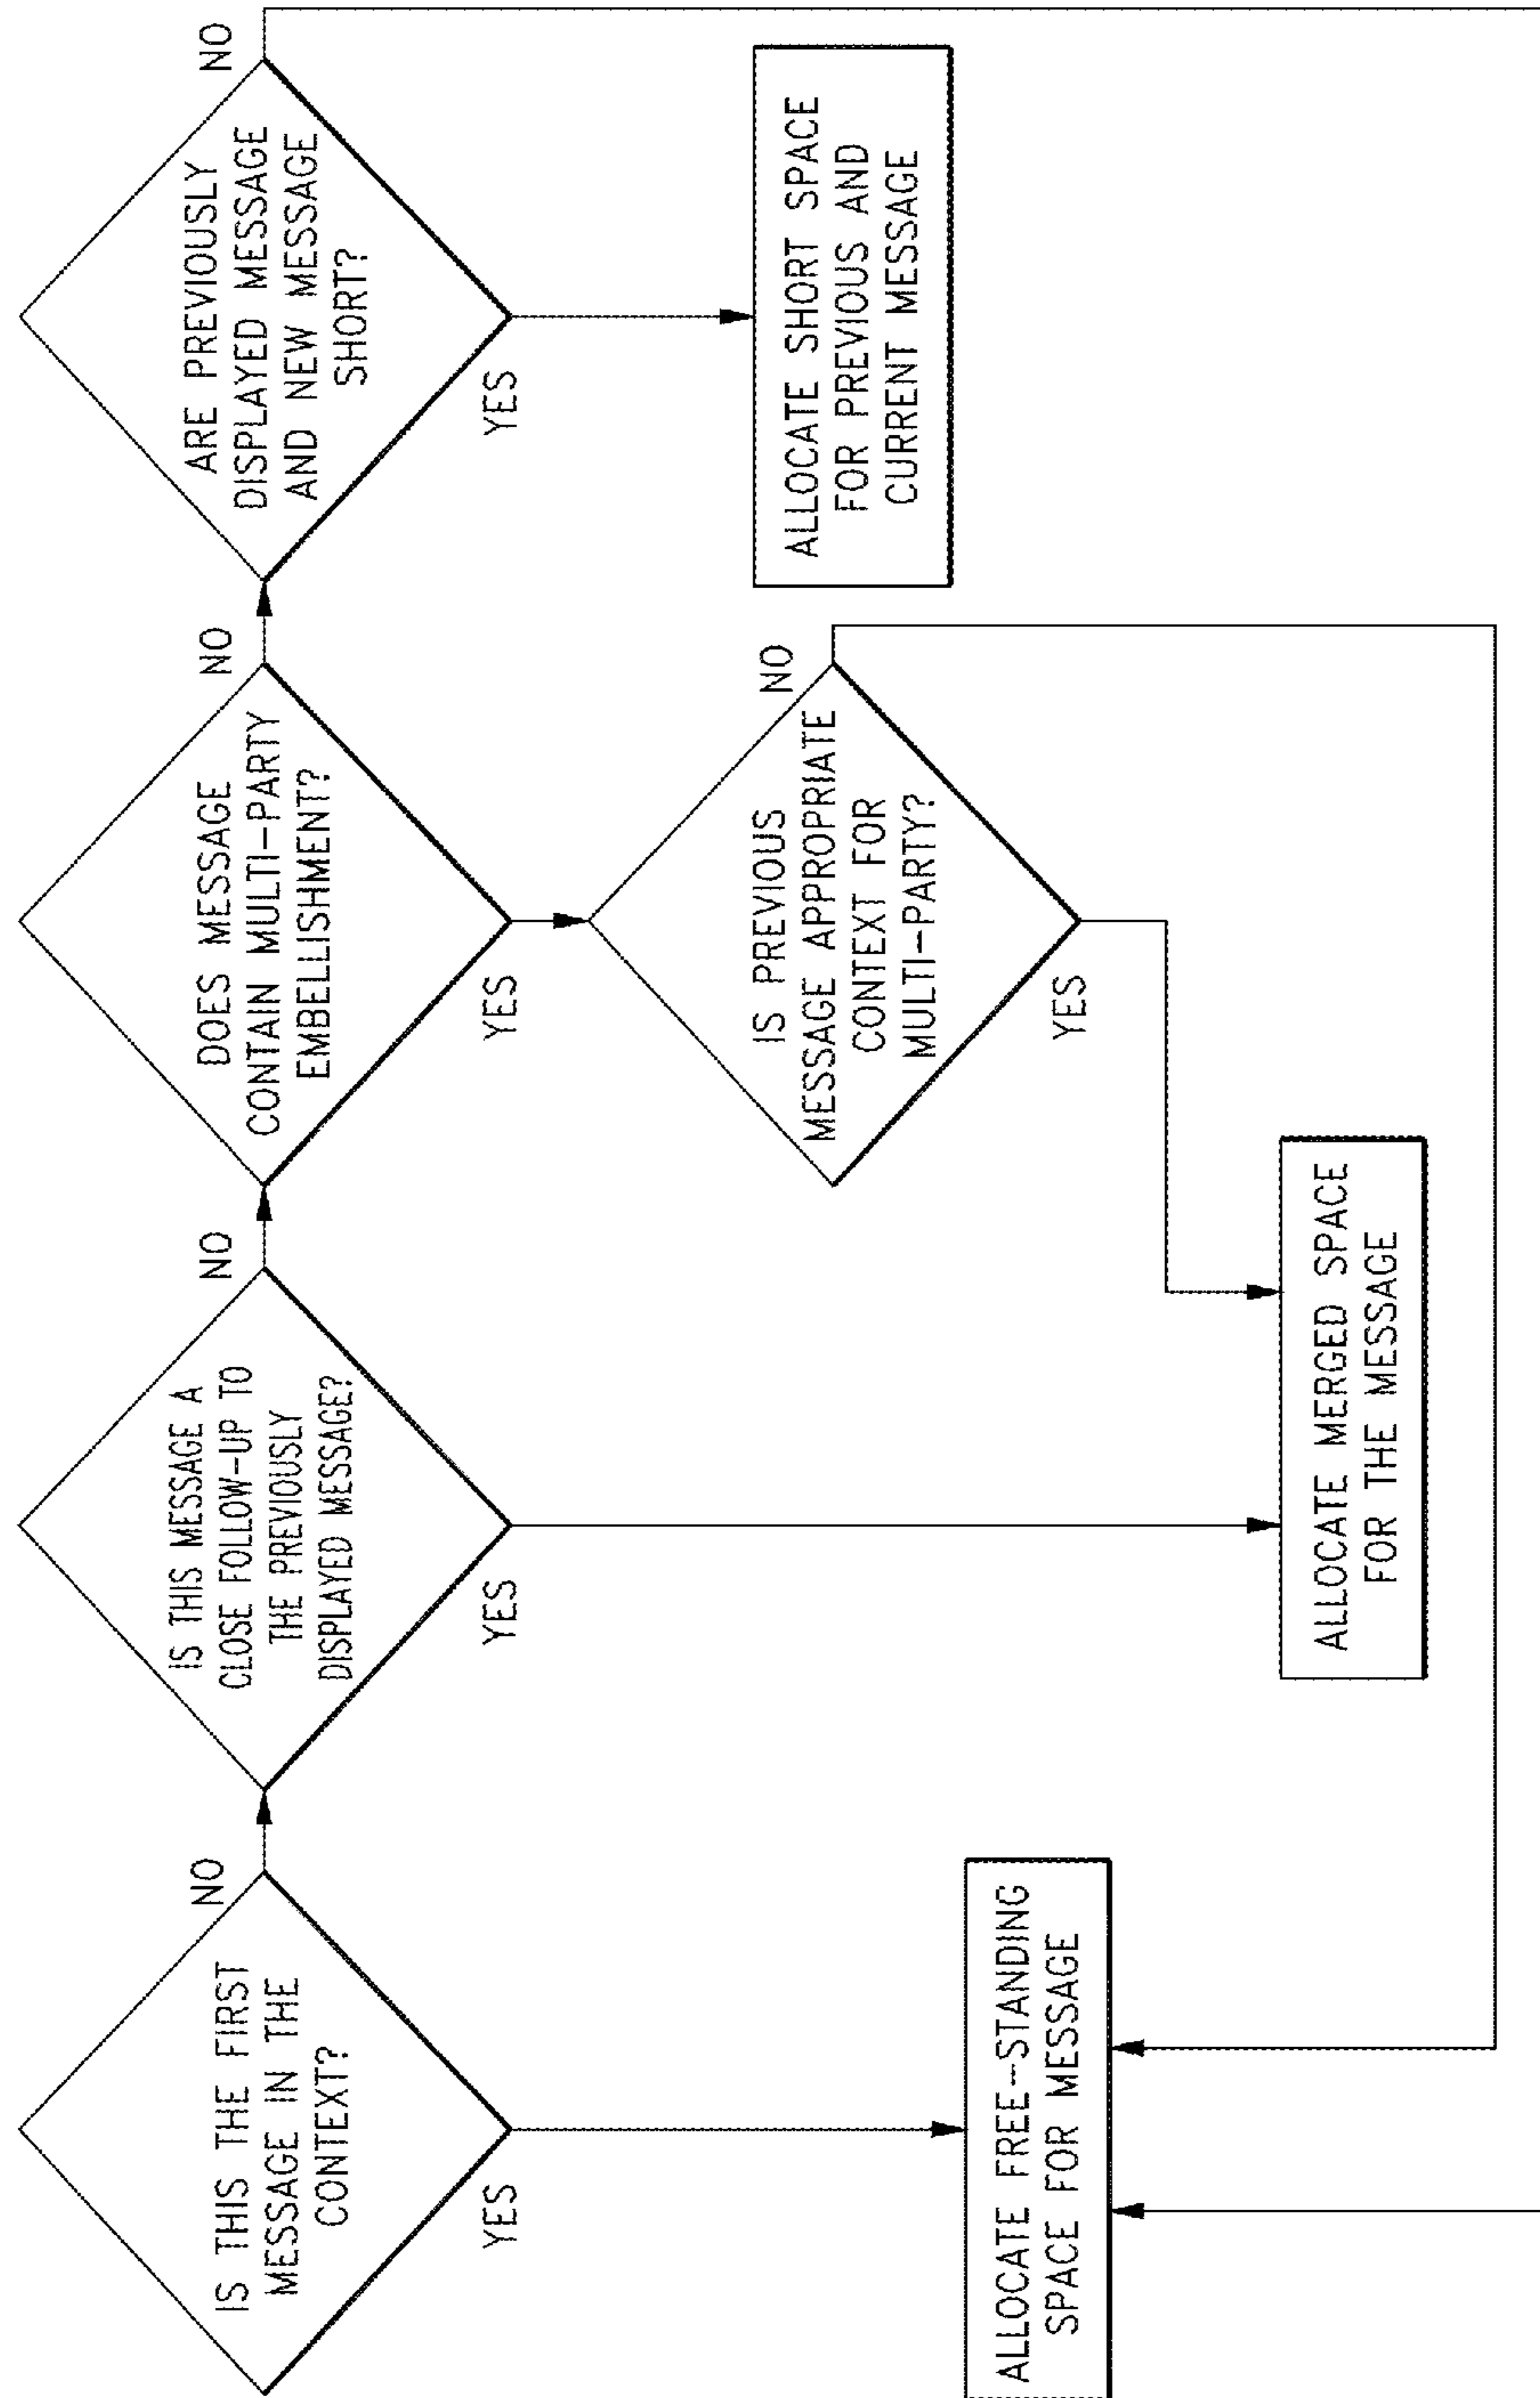 IS THIS THE FIRST
MESSAGE IN THE
CONTEXT?
NO
YES
IS THIS MESSAGE A
CLOSE FOLLOW-UP TO
THE PREVIOUSLY
DISPLAYED MESSAGE?
NO
YES
DOES MESSAGE
CONTAIN MULTI-PARTY
EMBELLISHMENT?
NO
YES
ARE PREVIOUSLY
DISPLAYED MESSAGE
AND NEW MESSAGE
SHORT?
NO
YES
IS PREVIOUS
MESSAGE APPROPRIATE
CONTEXT FOR
MULTI-PARTY?
NO
YES
ALLOCATE SHORT SPACE
FOR PREVIOUS AND
CURRENT MESSAGE
ALLOCATE FREE-STANDING
SPACE FOR MESSAGE
ALLOCATE MERGED SPACE
FOR THE MESSAGE